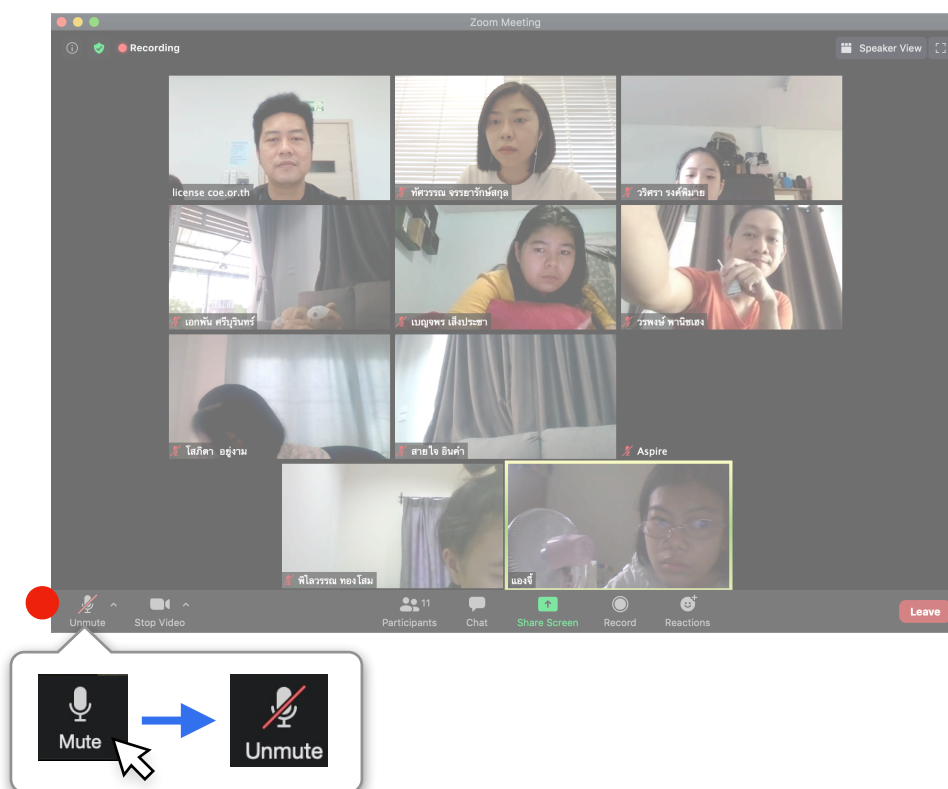 Zoom Meeting
Recording
Speaker View
license coe.or.th
ทัศวรรณ จรรยารักษ์สกุล
วริศรา รงค์พิมาย
เอกพัน ศรีบุรินทร์
เบญจพร เส็งประชา
วรพงษ์ พานิชเฮง
โสภิดา อยู่งาม
สายใจ อินคำ
Aspire
พิไลวรรณ ทองโสม
แองจี้
Unmute
Stop Video
11
Participants
Chat
Share Screen
Record
Reactions
Leave
Mute
Unmute